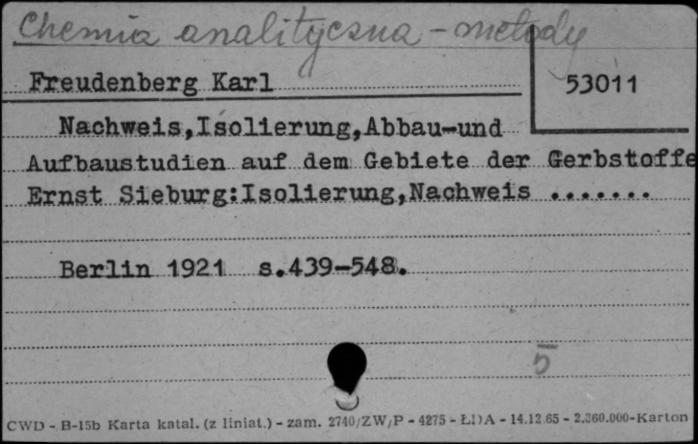 Chemia analityczna - metody
Freudenberg Karl
53011
Nachweis,Isolierung,Abbau-und
Aufbaustudien auf dem Gebiete der Gerbstoffe
Ernst Sieburg:Isolierung,Nachweis .......
Berlin 1921 s.439-548.
5
CWD - B-15b Karta katal. (z liniat.) - zam. 2740/ZW/P - 4275 - ŁDA - 14.12.65 - 2.360.000-Karton